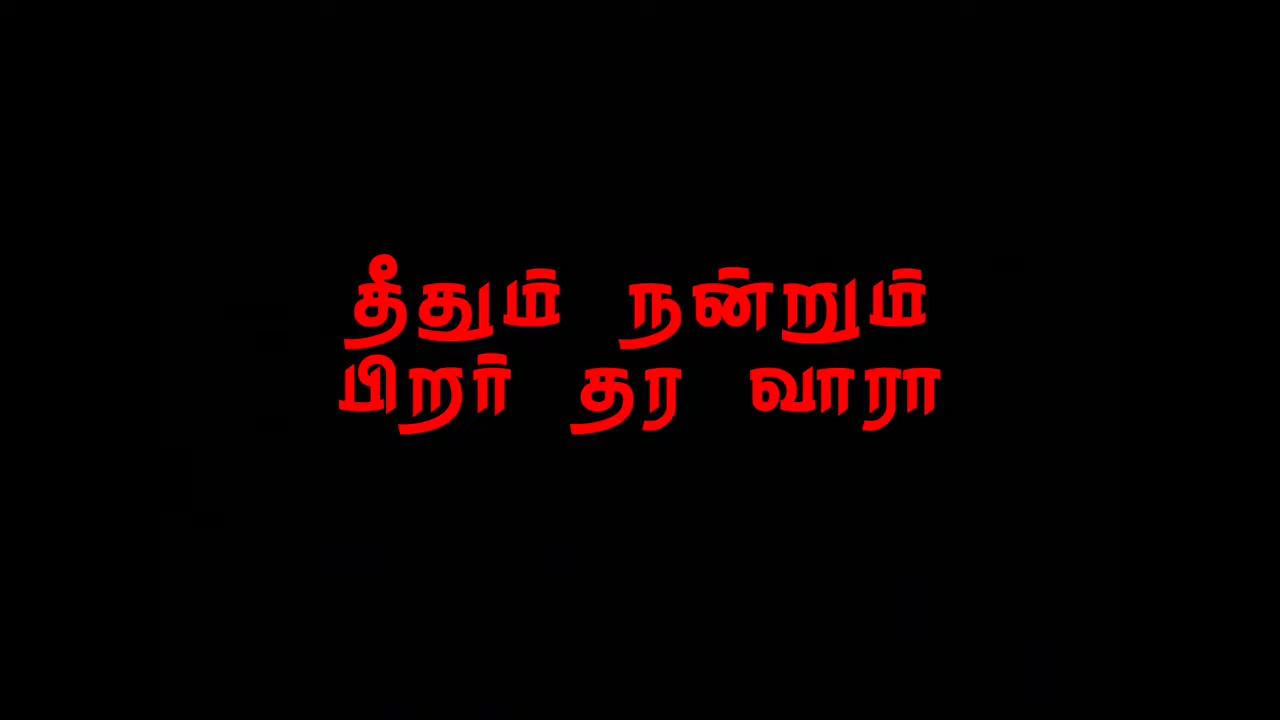 தீதும் நன்றும்
பிறர் தர வாரா